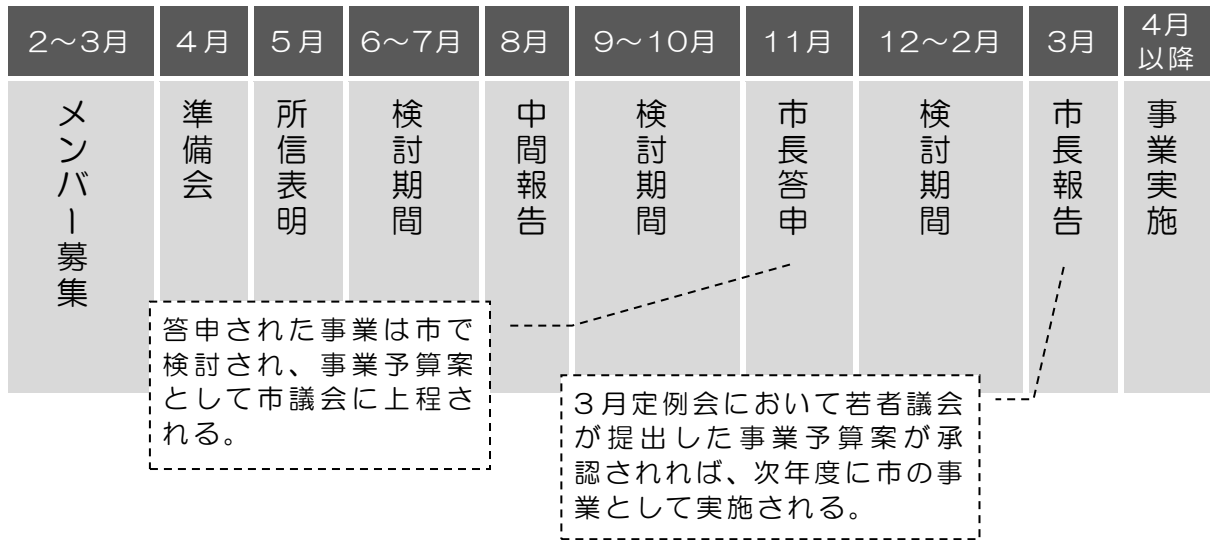 2～3月
4月
5月
6～7月
8月
9～10月
11月
12～2月
3月
4月
以降
メンバー募集
準備会
所信表明
検討期間
中間報告
検討期間
市長答申
検討期間
市長報告
事業実施
答申された事業は市で
検討され、事業予算案
として市議会に上程さ
れる。
３月定例会において若者議会
が提出した事業予算案が承
認されれば、次年度に市の事
業として実施される。